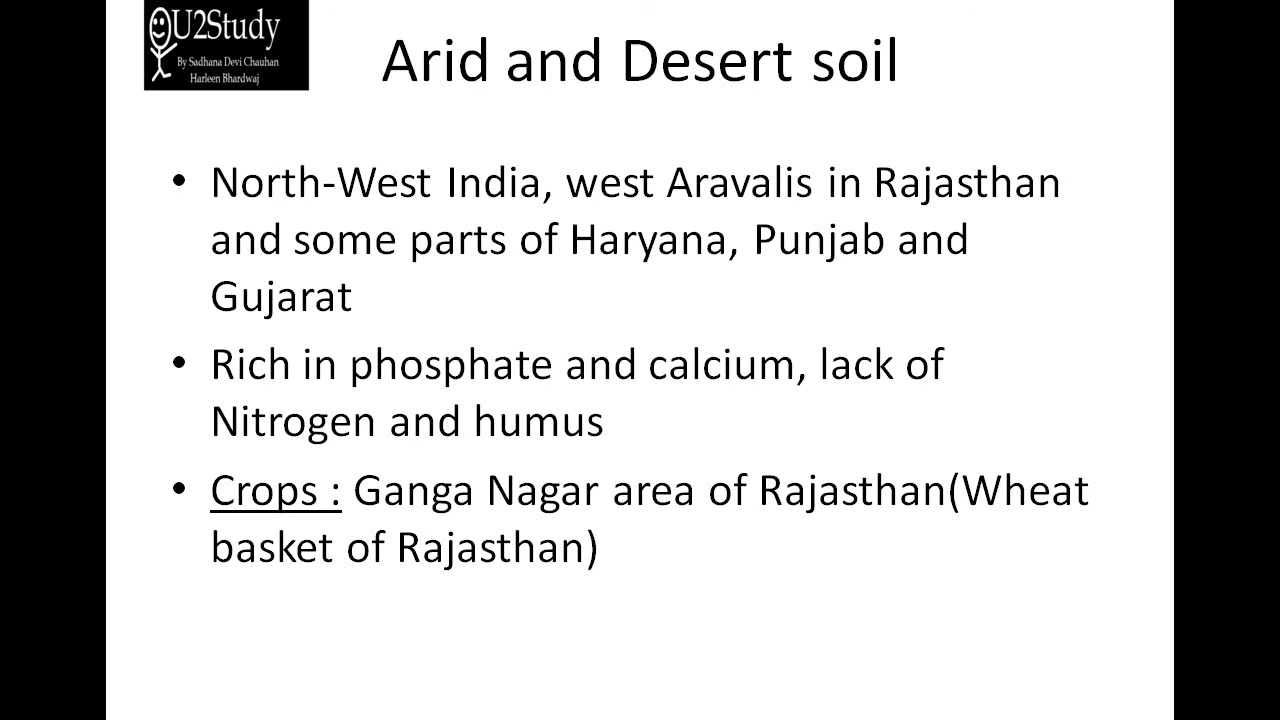 U2Study
By Sadhana Devi Chauhan
Harleen Bhardwaj
Arid and Desert soil
• North-West India, west Aravalis in Rajasthan
and some parts of Haryana, Punjab and
Gujarat
• Rich in phosphate and calcium, lack of
Nitrogen and humus
• Crops : Ganga Nagar area of Rajasthan(Wheat
basket of Rajasthan)